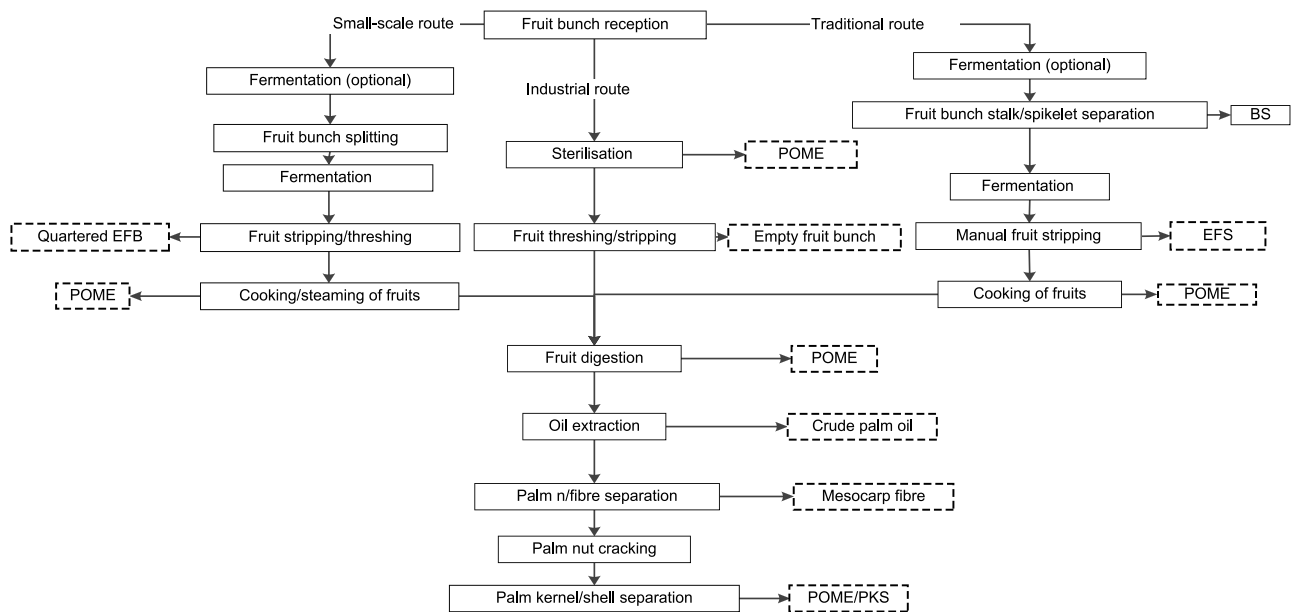 Small-scale route
Fruit bunch reception
Traditional route
Fermentation (optional)
Industrial route
Fermentation (optional)
Fruit bunch splitting
Fruit bunch stalk/spikelet separation
BS
Sterilisation
POME
Fermentation
Fermentation
Quartered EFB
Fruit stripping/threshing
Fruit threshing/stripping
Empty fruit bunch
Manual fruit stripping
EFS
POME
Cooking/steaming of fruits
Cooking of fruits
POME
Fruit digestion
POME
Oil extraction
Crude palm oil
Palm n/fibre separation
Mesocarp fibre
Palm nut cracking
Palm kernel/shell separation
POME/PKS